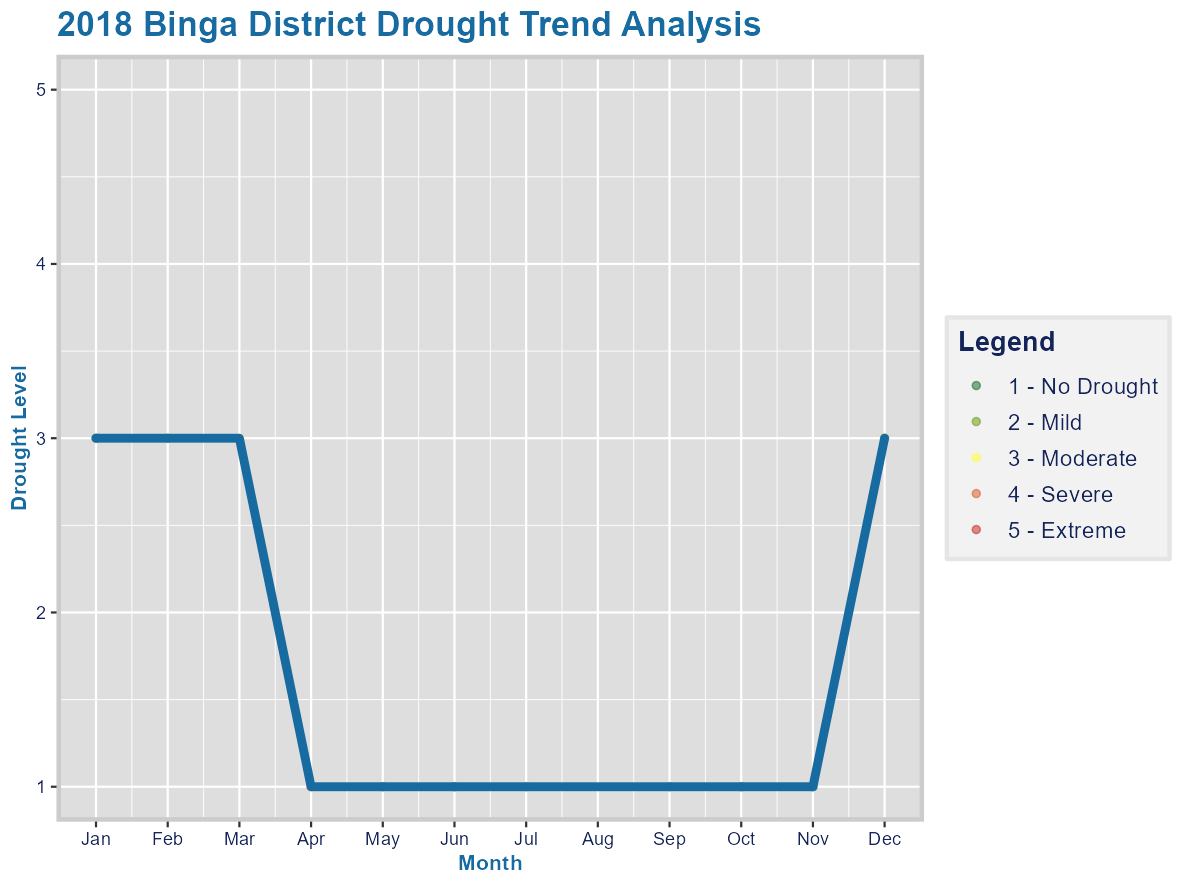 2018 Binga District Drought Trend Analysis
5
4
3
2
1
Drought Level
Jan Feb Mar Apr May Jun Jul Aug Sep Oct Nov Dec
Month
Legend
1 - No Drought
2 - Mild
3 - Moderate
4 - Severe
5 - Extreme